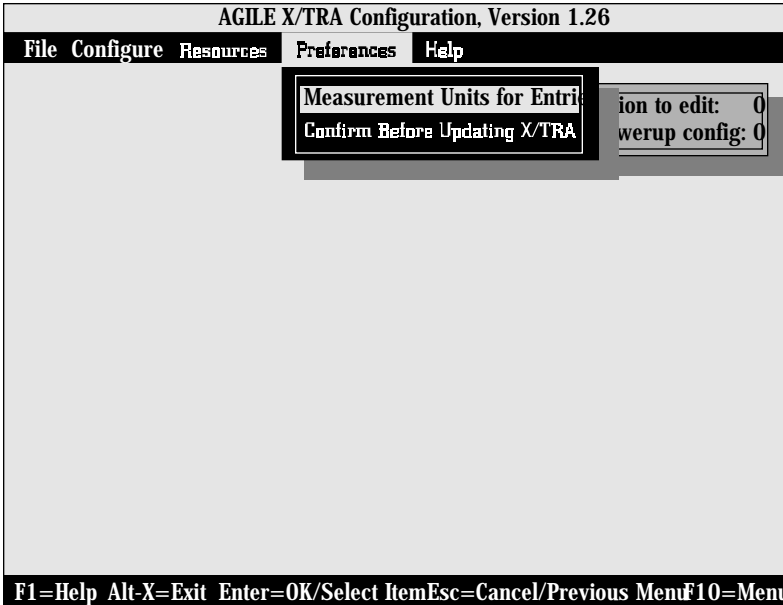 AGILE X/TRA Configuration, Version 1.26
File Configure Resources Preferences Help
Measurement Units for Entrie
Confirm Before Updating X/TRA
ion to edit: 0
werup config: 0
F1=Help Alt-X=Exit Enter=OK/Select ItemEsc=Cancel/Previous MenuF10=Menu